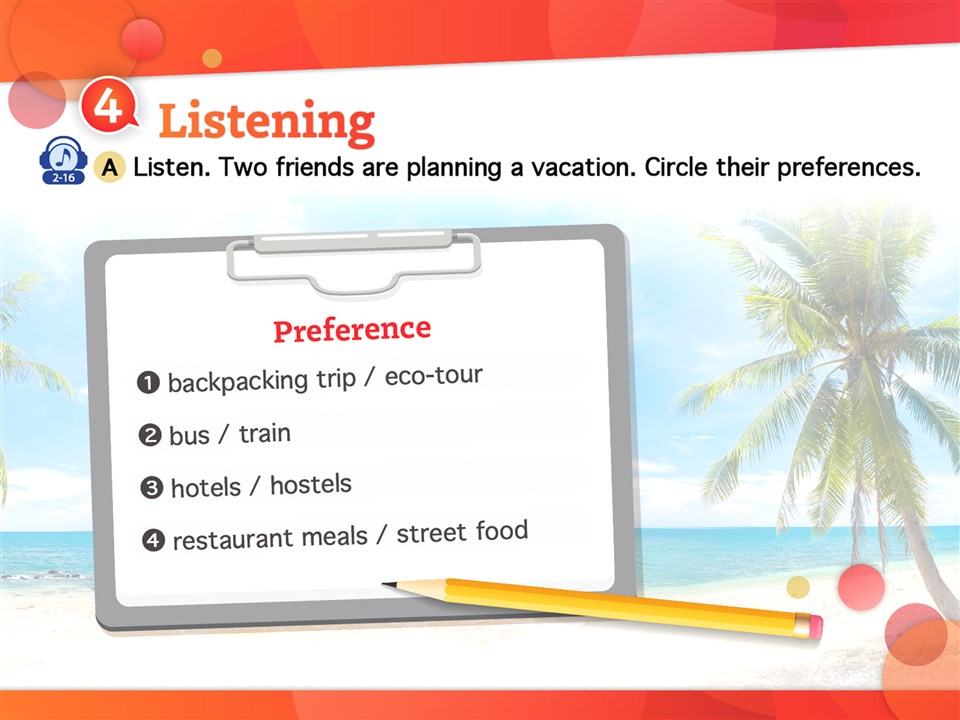 4 Listening
2-16
A Listen. Two friends are planning a vacation. Circle their preferences.
Preference
1 backpacking trip / eco-tour
2 bus / train
3 hotels / hostels
4 restaurant meals / street food